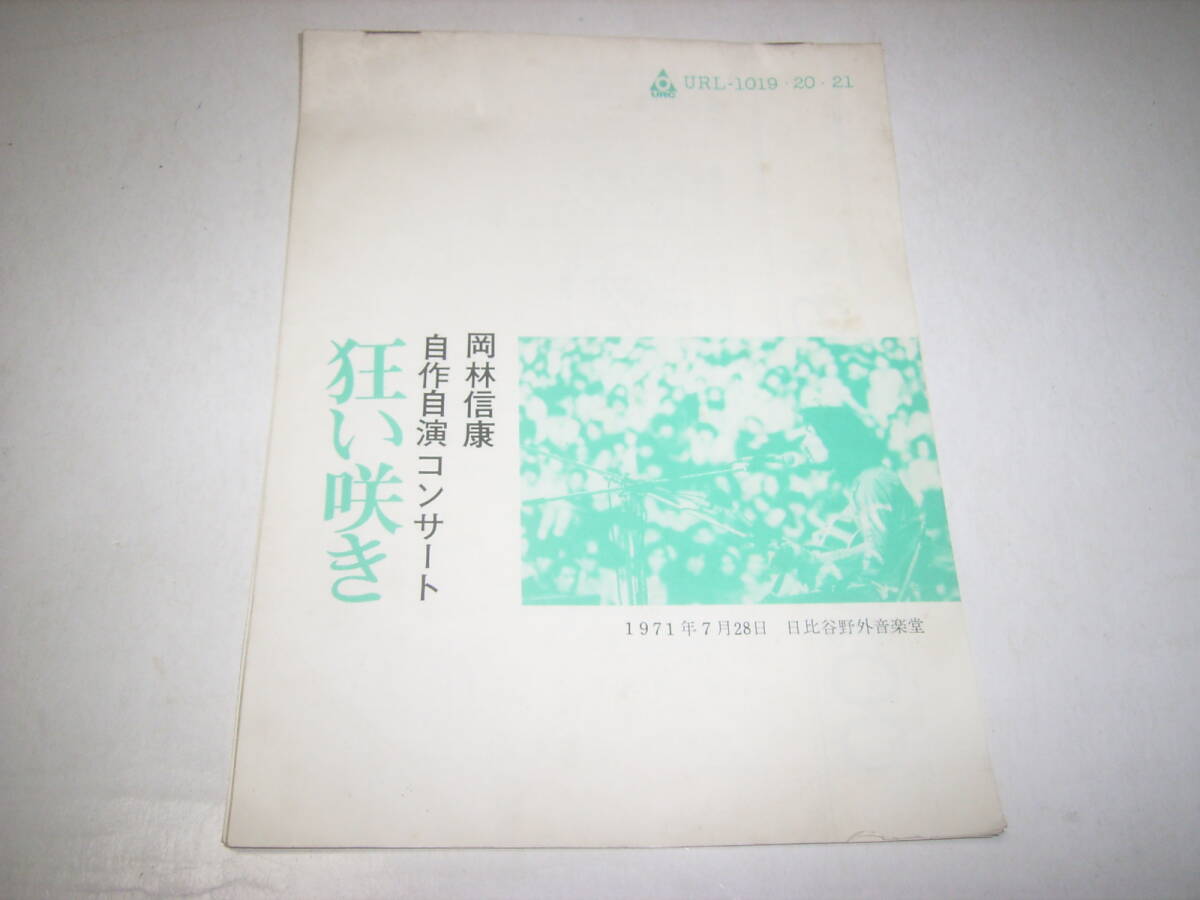 URC URL-1019・20・21
岡林信康
自作自演コンサート
狂い咲き
1971年7月28日 日比谷野外音楽堂